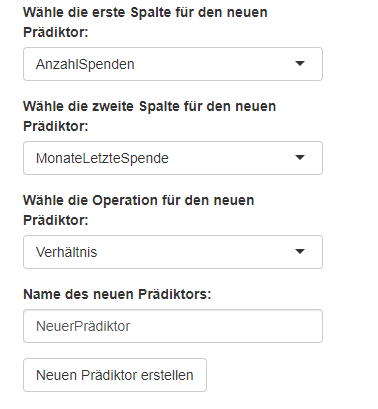 Wähle die erste Spalte für den neuen
Prädiktor:
AnzahlSpenden
Wähle die zweite Spalte für den neuen
Prädiktor:
MonateLetzteSpende
Wähle die Operation für den neuen
Prädiktor:
Verhältnis
Name des neuen Prädiktors:
NeuerPrädiktor
Neuen Prädiktor erstellen